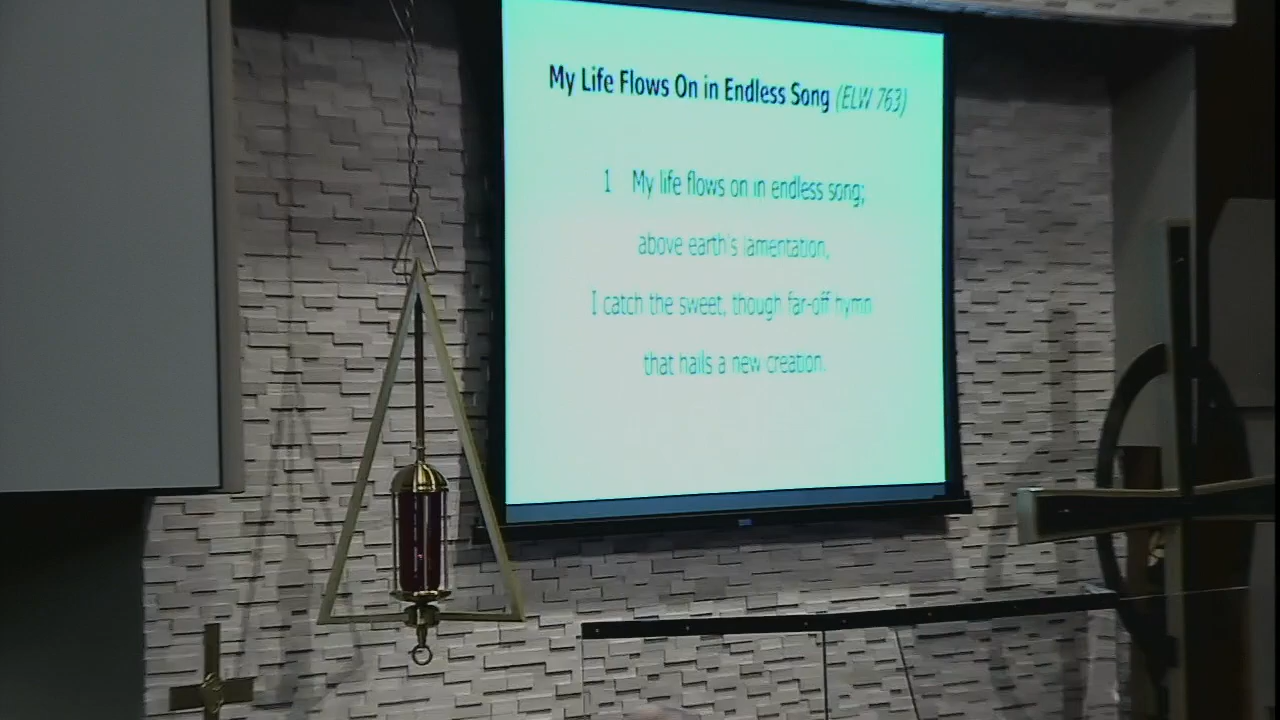 My Life Flows On in Endless Song (ELW 763)
1 My life flows on in endless song;
above earth's lamentation,
I catch the sweet, though far-off hymn
that hails a new creation.